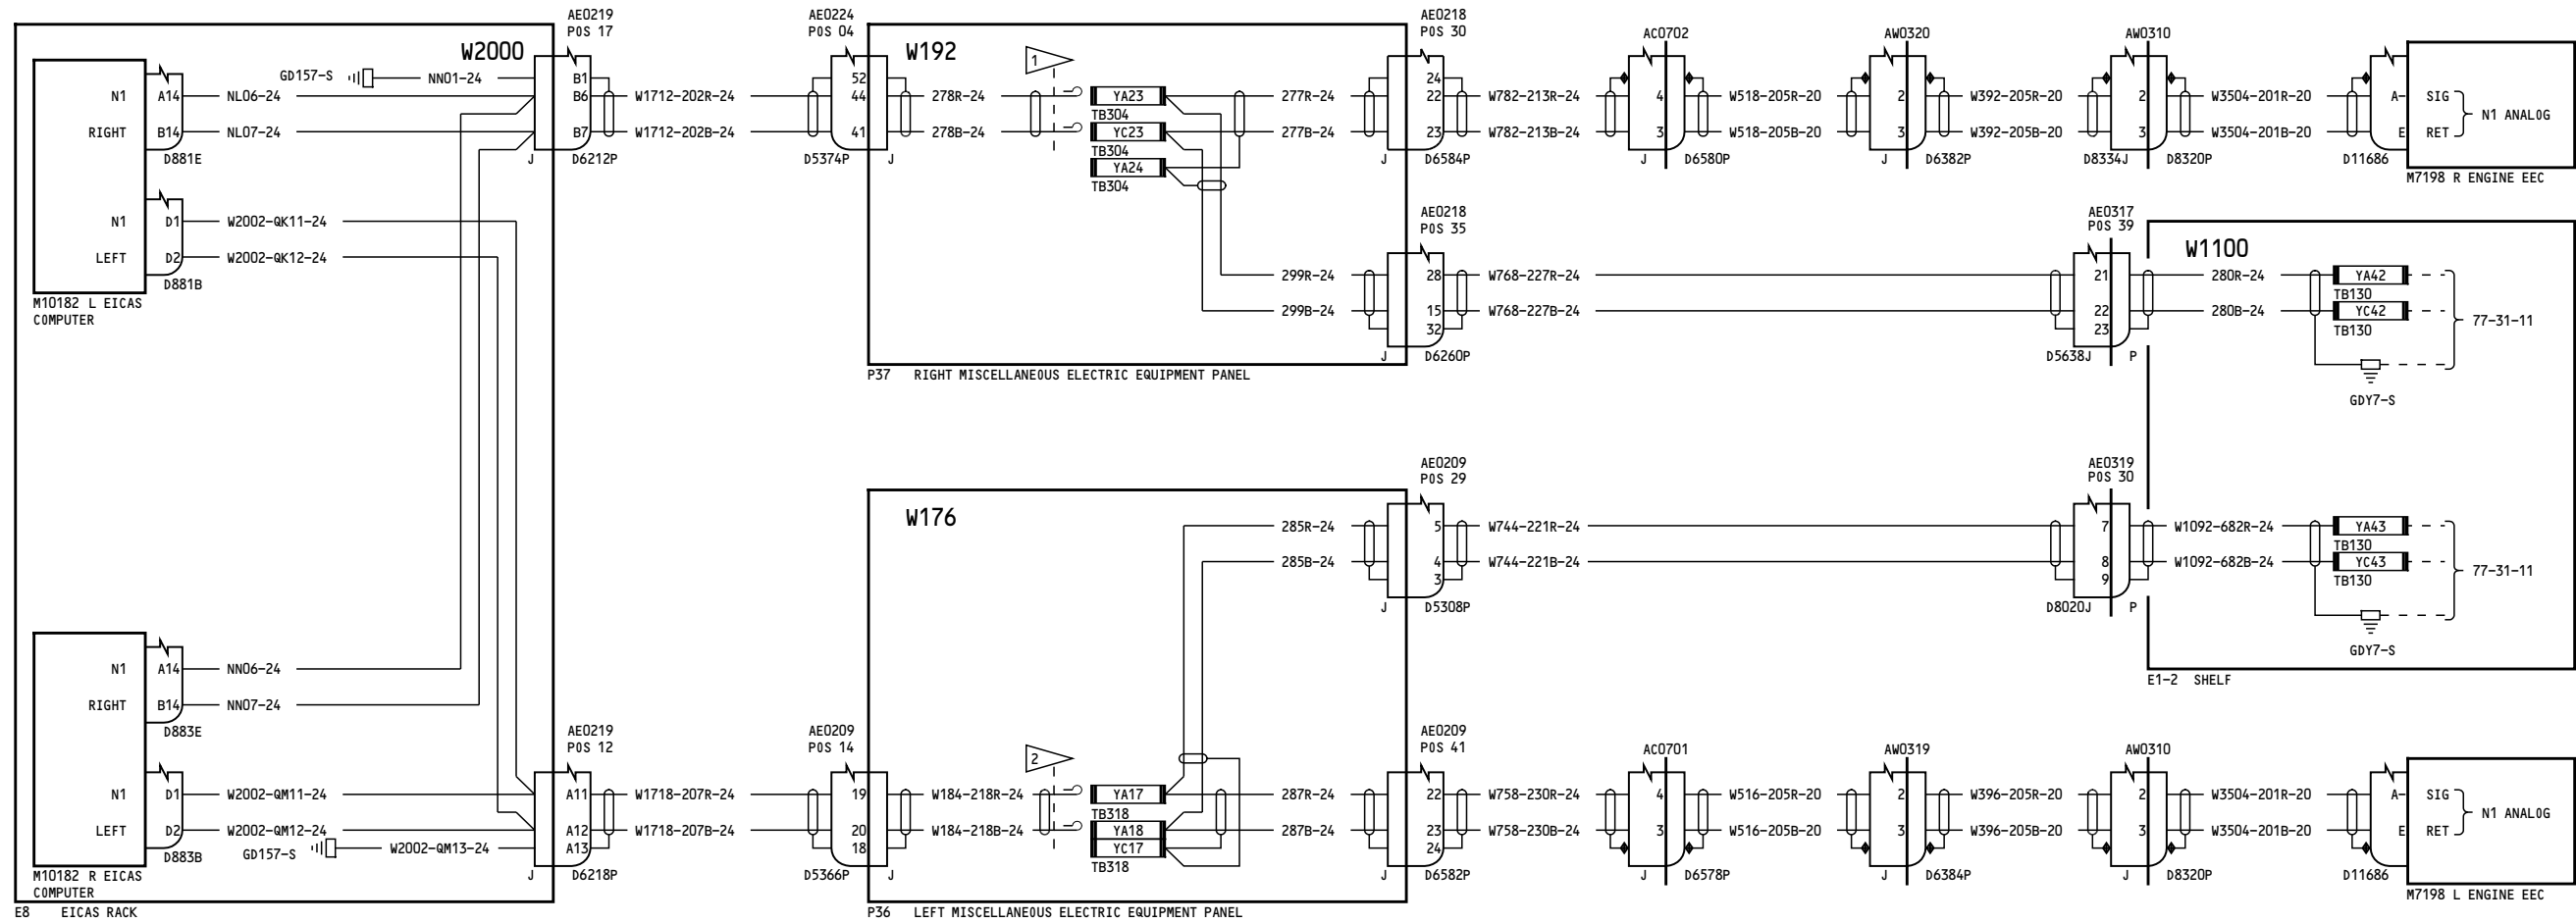 W2000
AE0219
POS 17
N1
RIGHT
A14
B14
NL06-24
NL07-24
D881E
GD157-S
NN01-24
B1
B6
B7
J
D6212P
N1
LEFT
D1
D2
W2002-QK11-24
W2002-QK12-24
D881B
M10182 L EICAS
COMPUTER
W1712-202R-24
W1712-202B-24
AE0224
POS 04
52
44
41
D5374P
J
W192
278R-24
278B-24
1
YA23
TB304
YC23
TB304
YA24
TB304
277R-24
277B-24
AE0218
POS 30
24
22
23
J
D6584P
W782-213R-24
W782-213B-24
AC0702
4
3
J
D6580P
W518-205R-20
W518-205B-20
AW0320
2
3
J
D6382P
W392-205R-20
W392-205B-20
AW0310
2
3
D8334J
D8320P
W3504-201R-20
W3504-201B-20
A-
E
D11686
SIG
RET
N1 ANALOG
M7198 R ENGINE EEC
299R-24
299B-24
AE0218
POS 35
28
15
32
J
D6260P
P37 RIGHT MISCELLANEOUS ELECTRIC EQUIPMENT PANEL
W768-227R-24
W768-227B-24
AE0317
POS 39
21
22
23
D5638J
P
W1100
280R-24
280B-24
YA42
TB130
YC42
TB130
77-31-11
GDY7-S
W176
285R-24
285B-24
AE0209
POS 29
5
4
3
J
D5308P
W744-221R-24
W744-221B-24
AE0319
POS 30
7
8
9
D8020J
P
W1092-682R-24
W1092-682B-24
YA43
TB130
YC43
TB130
77-31-11
GDY7-S
E1-2 SHELF
N1
RIGHT
A14
B14
NN06-24
NN07-24
D883E
N1
LEFT
D1
D2
W2002-QM11-24
W2002-QM12-24
D883B
GD157-S
W2002-QM13-24
M10182 R EICAS
COMPUTER
E8 EICAS RACK
AE0219
POS 12
A11
A12
A13
J
D6218P
W1718-207R-24
W1718-207B-24
AE0209
POS 14
19
20
18
D5366P
J
W184-218R-24
W184-218B-24
2
YA17
TB318
YA18
YC17
TB318
287R-24
287B-24
AE0209
POS 41
22
23
24
J
D6582P
P36 LEFT MISCELLANEOUS ELECTRIC EQUIPMENT PANEL
W758-230R-24
W758-230B-24
AC0701
4
3
J
D6578P
W516-205R-20
W516-205B-20
AW0319
2
3
J
D6384P
W396-205R-20
W396-205B-20
AW0310
2
3
J
D8320P
W3504-201R-20
W3504-201B-20
A-
E
D11686
SIG
RET
N1 ANALOG
M7198 L ENGINE EEC